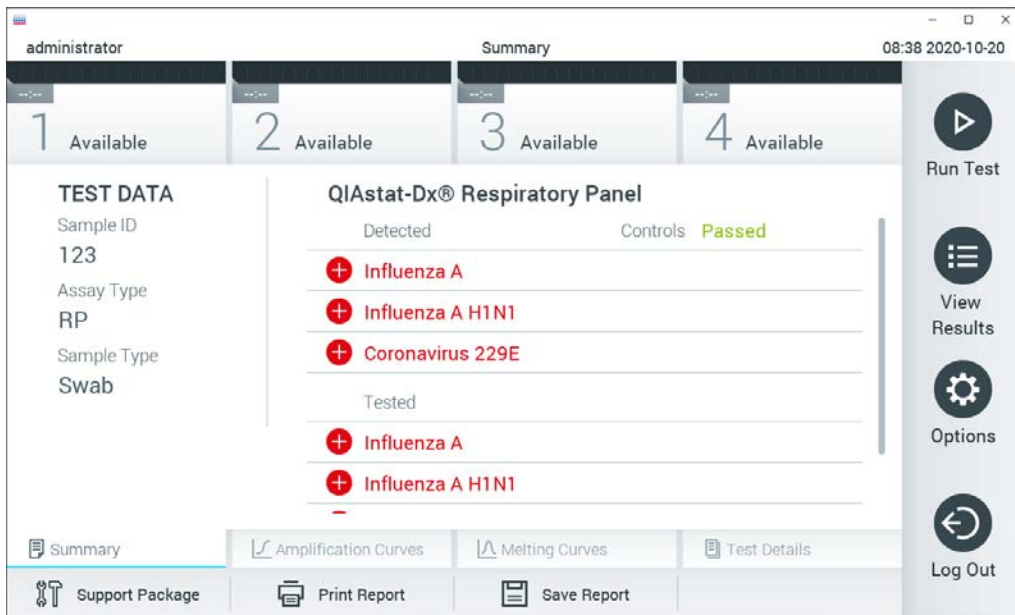 administrator Summary 08:38 2020-10-20
--:-- --:-- --:-- --:--
1 Available 2 Available 3 Available 4 Available
Run Test
TEST DATA
Sample ID
123
Assay Type
RP
Sample Type
Swab
QIAstat-Dx® Respiratory Panel
Detected Controls Passed
Influenza A
Influenza A H1N1
Coronavirus 229E
Tested
Influenza A
Influenza A H1N1
View
Results
Options
Log Out
Summary Amplification Curves Melting Curves Test Details
Support Package Print Report Save Report